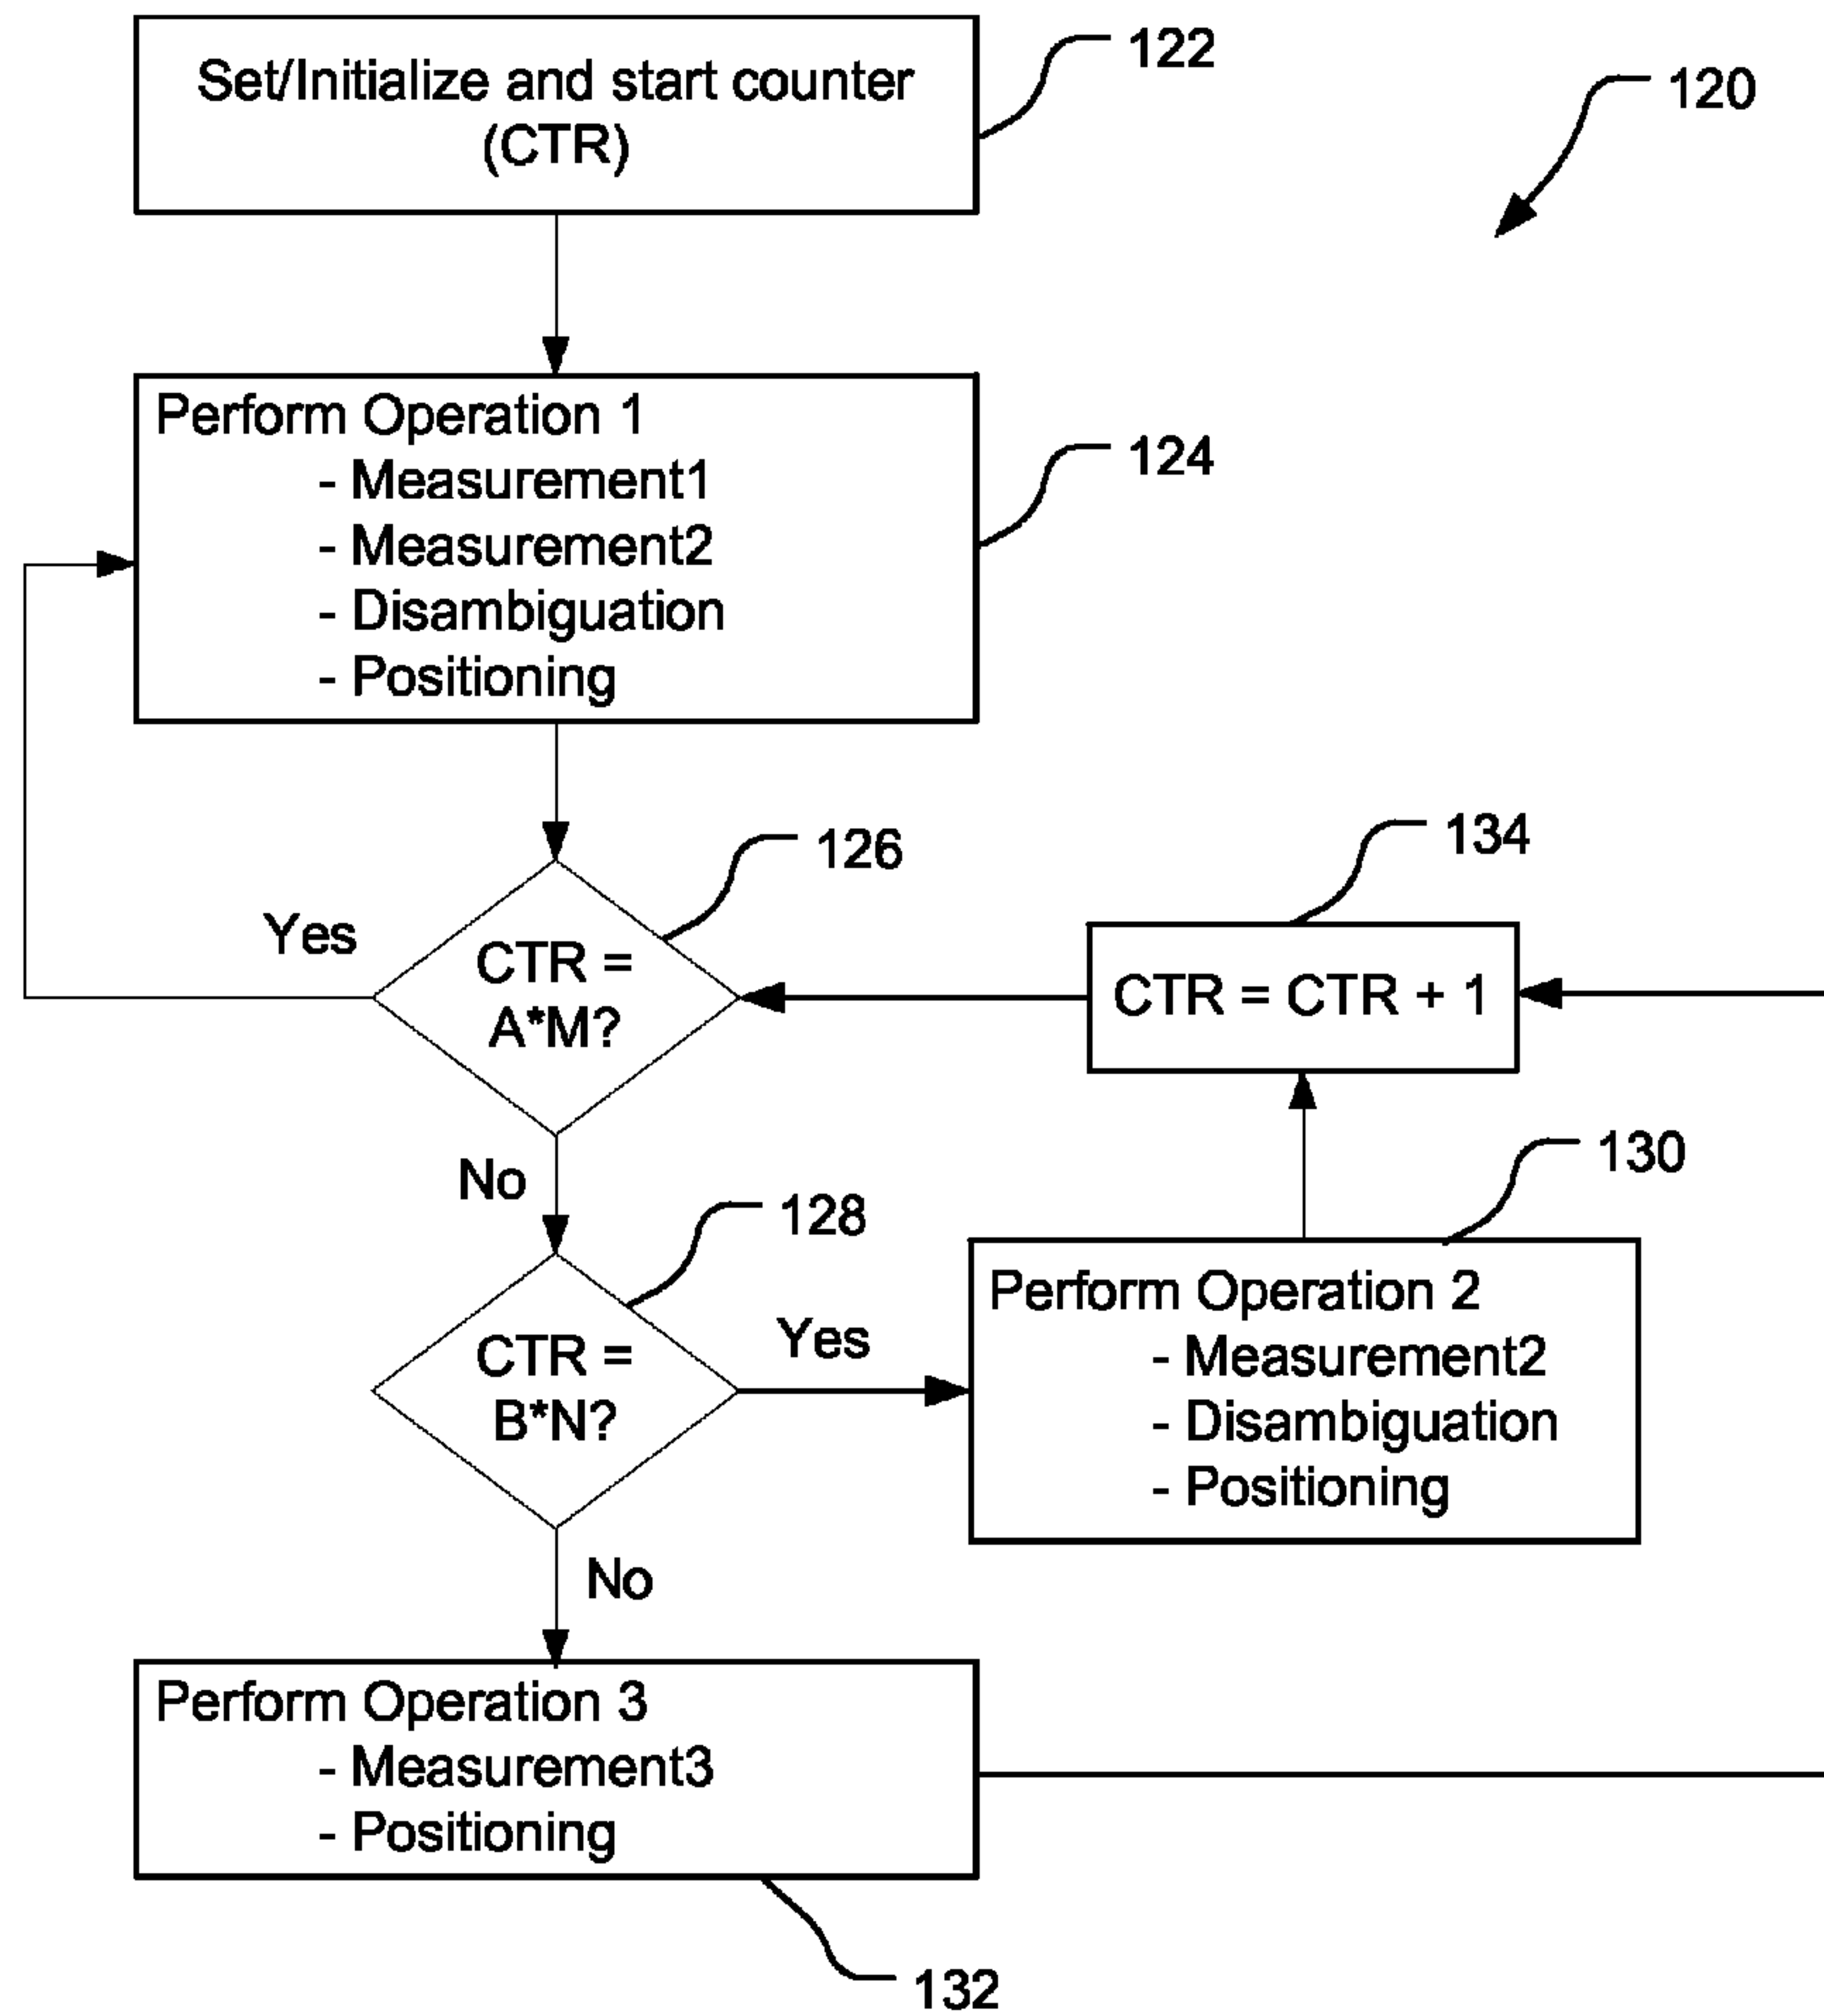 Set/Initialize and start counter
(CTR)
122
120
Perform Operation 1
- Measurement1
- Measurement2
- Disambiguation
- Positioning
124
126
Yes
CTR =
A*M?
134
CTR = CTR + 1
No
128
CTR =
B*N?
Yes
130
Perform Operation 2
- Measurement2
- Disambiguation
- Positioning
No
Perform Operation 3
- Measurement3
- Positioning
132